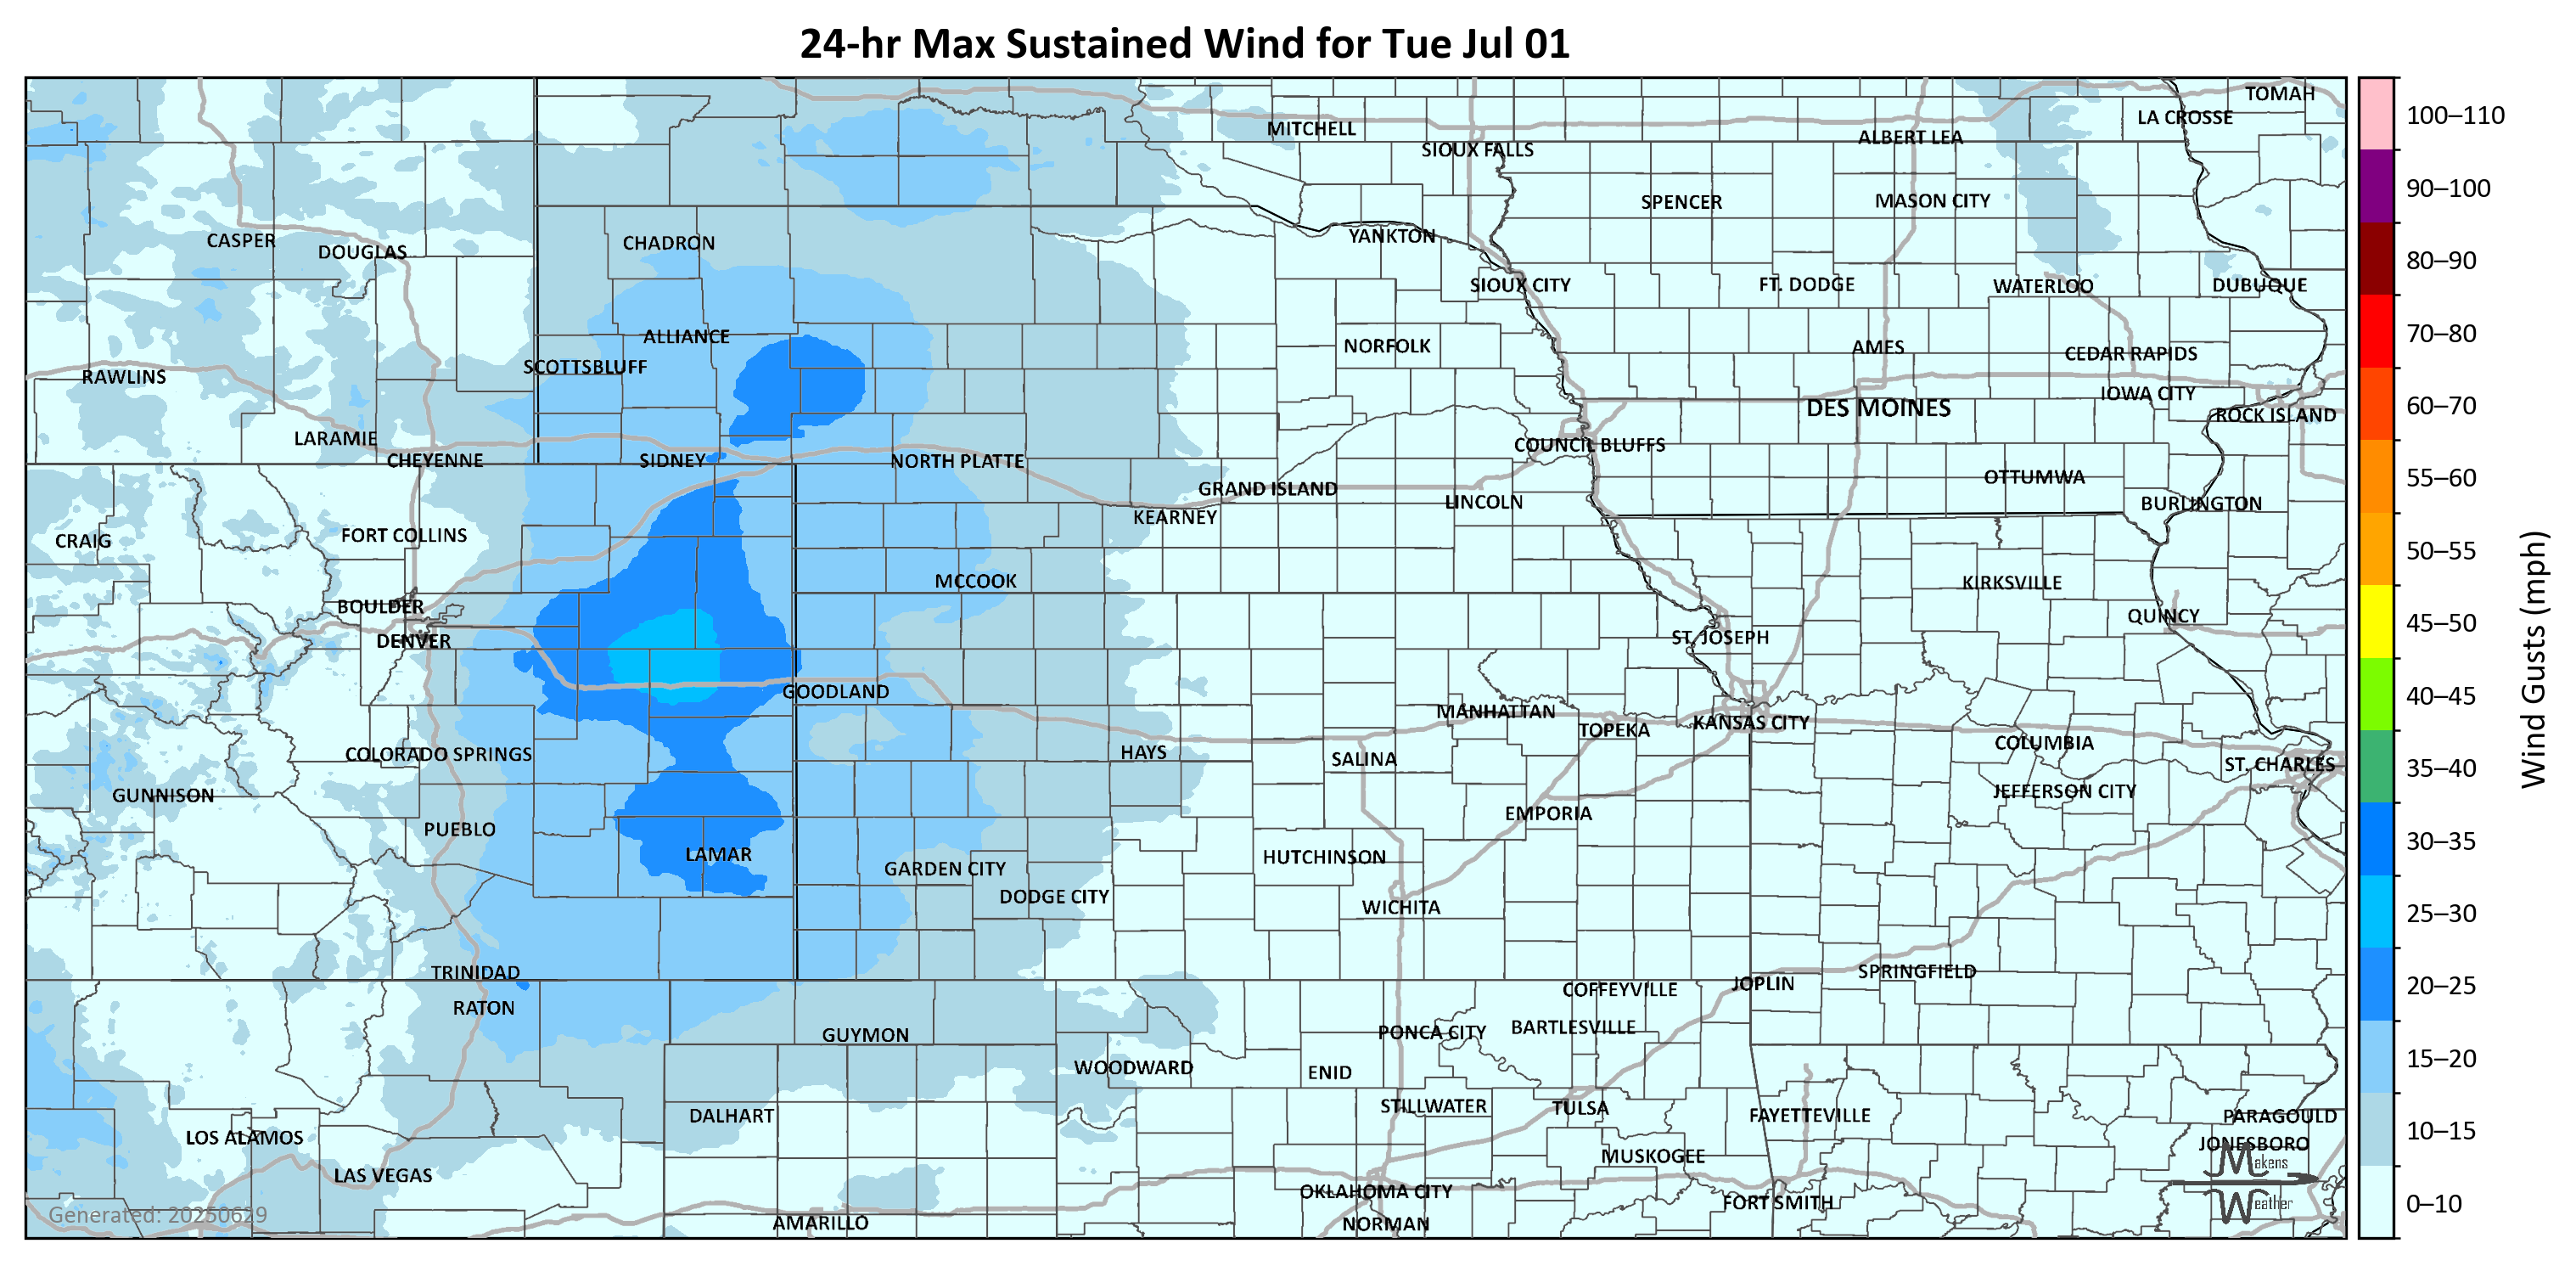 24-hr Max Sustained Wind for Tue Jul 01
TOMAH
LA CROSSE
MITCHELL
ALBERT LEA
SIOUX FALLS
SPENCER
MASON CITY
CASPER
DOUGLAS
CHADRON
YANKTON
SIOUX CITY
FT. DODGE
WATERLOO
DUBUQUE
ALLIANCE
NORFOLK
AMES
CEDAR RAPIDS
SCOTTSBLUFF
RAWLINS
IOWA CITY
DES MOINES
ROCK ISLAND
LARAMIE
COUNCIL BLUFFS
CHEYENNE
SIDNEY
NORTH PLATTE
OTTUMWA
GRAND ISLAND
LINCOLN
BURLINGTON
KEARNEY
FORT COLLINS
CRAIG
MCCOOK
KIRKSVILLE
BOULDER
QUINCY
DENVER
ST. JOSEPH
GOODLAND
MANHATTAN
TOPEKA
KANSAS CITY
COLUMBIA
COLORADO SPRINGS
HAYS
SALINA
ST. CHARLES
GUNNISON
JEFFERSON CITY
EMPORIA
PUEBLO
LAMAR
HUTCHINSON
GARDEN CITY
DODGE CITY
WICHITA
TRINIDAD
SPRINGFIELD
JOPLIN
COFFEYVILLE
RATON
BARTLESVILLE
GUYMON
PONCA CITY
WOODWARD
ENID
STILLWATER
TULSA
DALHART
FAYETTEVILLE
PARAGOULD
LOS ALAMOS
JONESBORO
MUSKOGEE
LAS VEGAS
OKLAHOMA CITY
FORT SMITH
AMARILLO
NORMAN
Makens
Weather
Generated: 20250629
100–110
90–100
80–90
70–80
60–70
55–60
50–55
45–50
40–45
35–40
30–35
25–30
20–25
15–20
10–15
0–10
Wind Gusts (mph)